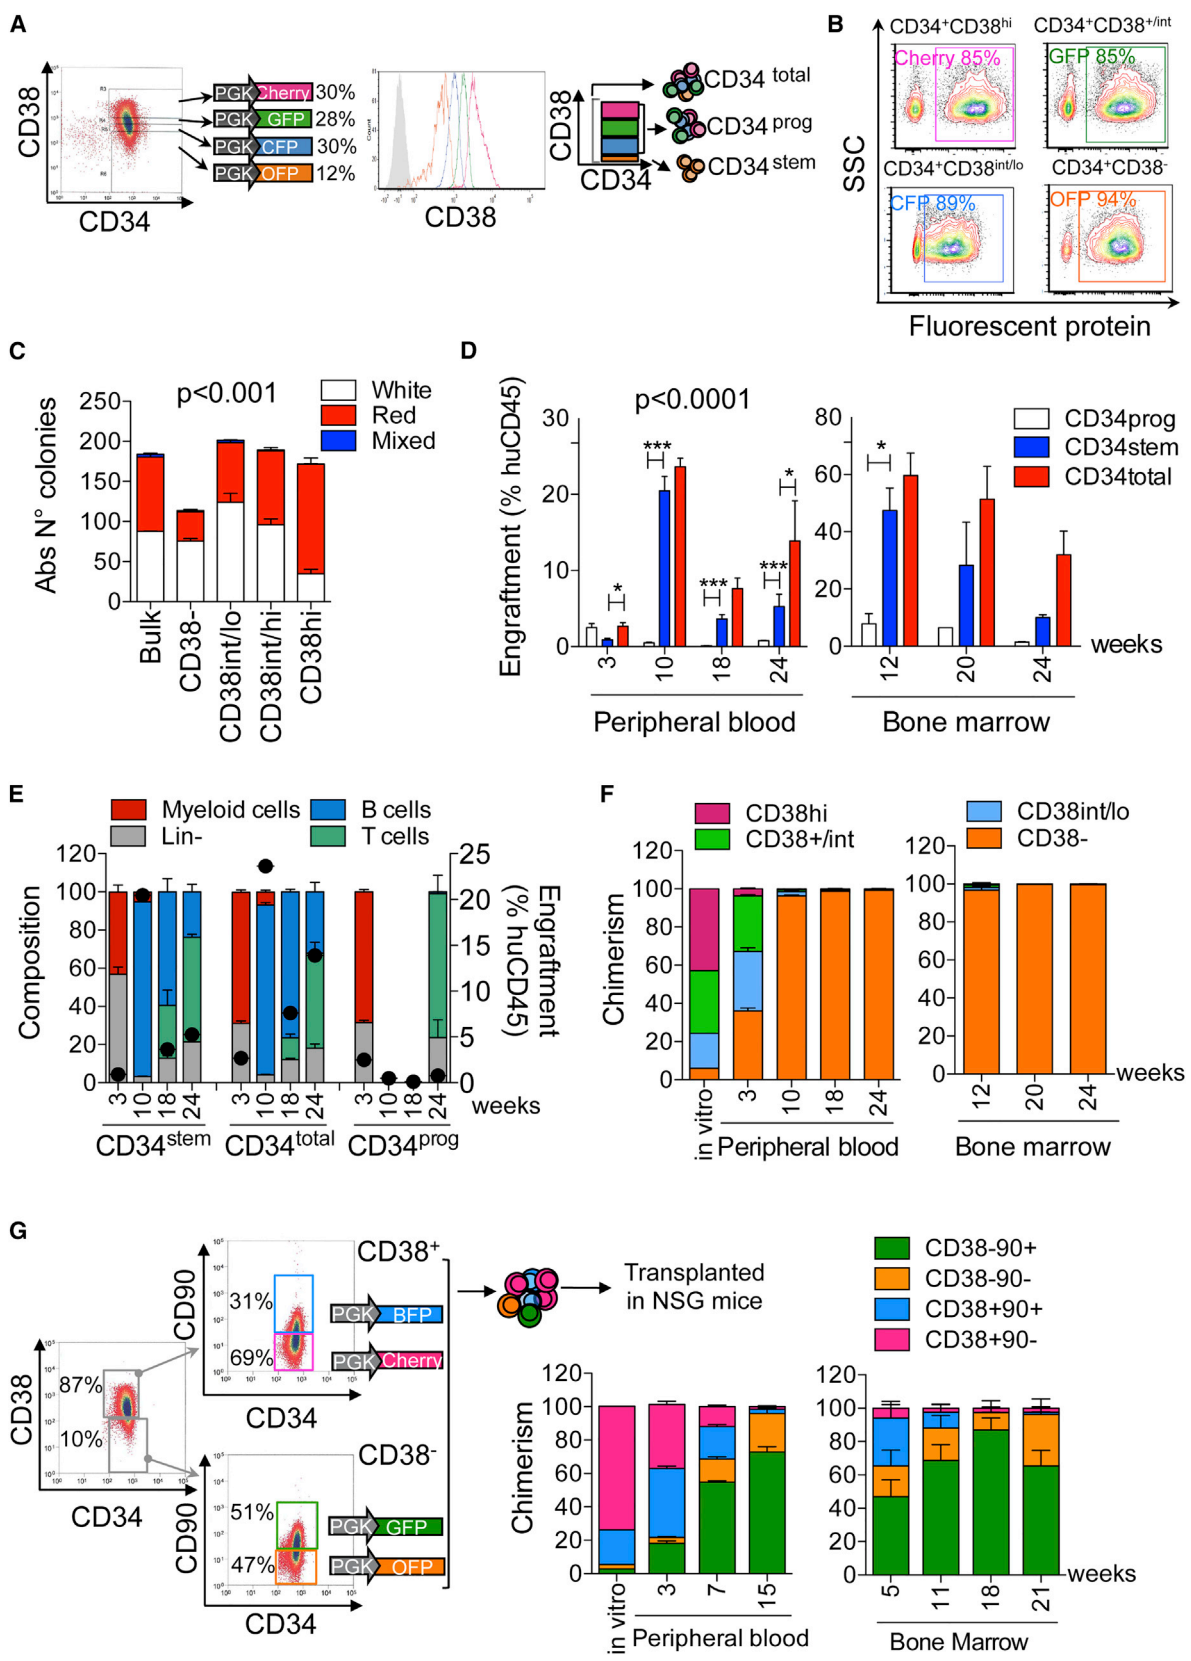 A
CD38
CD34
R3
R4
R5
R6
PGK Cherry 30%
PGK GFP 28%
PGK CFP 30%
PGK OFP 12%
Count
CD38
CD38
CD34
CD34 total
CD34 prog
CD34 stem
B
CD34+CD38hi
CD34+CD38+/int
Cherry 85%
GFP 85%
CD34+CD38int/lo
CD34+CD38-
CFP 89%
OFP 94%
SSC
Fluorescent protein
C
p<0.001
White
Red
Mixed
Abs N° colonies
250
200
150
100
50
0
Bulk
CD38-
CD38int/lo
CD38int/hi
CD38hi
D
Engraftment (% huCD45)
p<0.0001
30
20
10
0
* *** *** *** *
3 10 18 24
Peripheral blood
80
60
40
20
0
*
CD34prog
CD34stem
CD34total
12 20 24 weeks
Bone marrow
E
Myeloid cells
B cells
Lin-
T cells
Composition
120
100
80
60
40
20
0
25
20
15
10
5
0
Engraftment
(% huCD45)
3 10 18 24 3 10 18 24 3 10 18 24 weeks
CD34stem CD34total CD34prog
F
CD38hi
CD38+/int
CD38int/lo
CD38-
Chimerism
120
100
80
60
40
20
0
in vitro 3 10 18 24
Peripheral blood
120
100
80
60
40
20
0
12 20 24 weeks
Bone marrow
G
CD38
CD34
87%
10%
CD90
CD34
31%
69%
CD38+
PGK BFP
PGK Cherry
CD90
CD34
51%
47%
CD38-
PGK GFP
PGK OFP
Transplanted
in NSG mice
CD38-90+
CD38-90-
CD38+90+
CD38+90-
Chimerism
120
100
80
60
40
20
0
in vitro 3 7 15
Peripheral blood
120
100
80
60
40
20
0
5 11 18 21 weeks
Bone Marrow